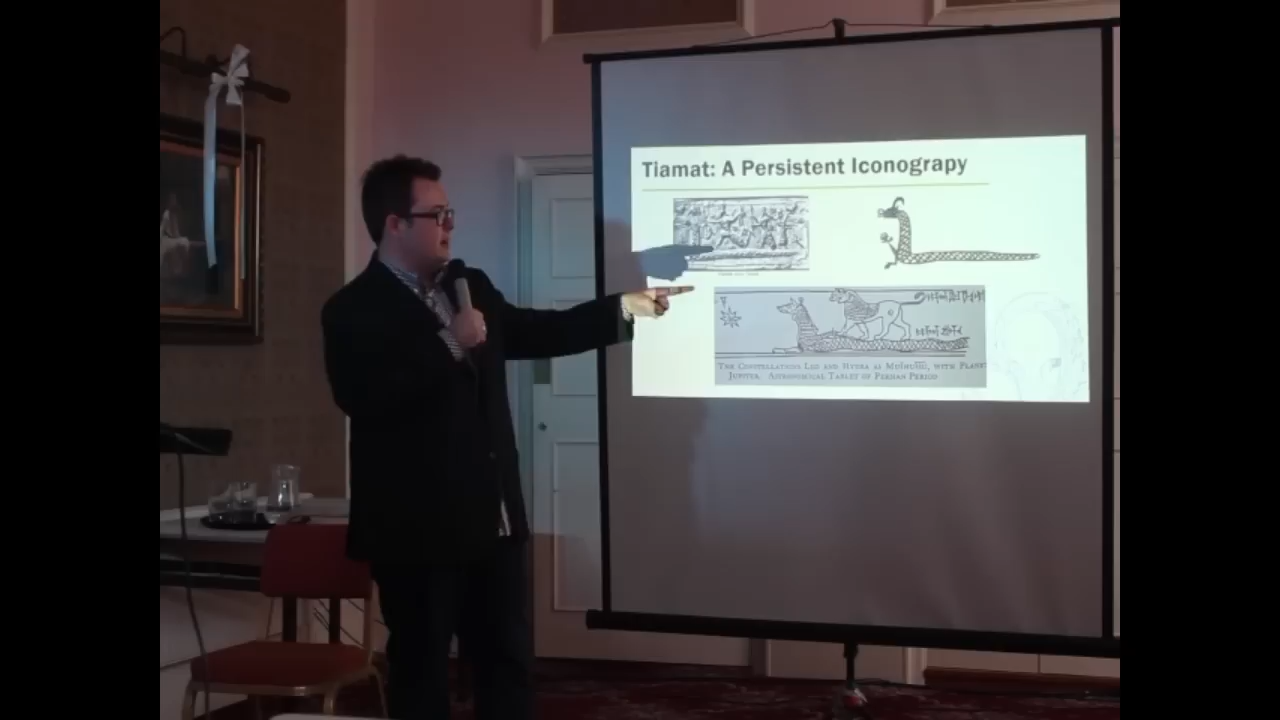 Tiamat: A Persistent Iconograpy
THE CONSTELLATIONS LEO AND HYDRA AS MUŠHUŠŠU, WITH PLANET
JUPITER. ASTRONOMICAL TABLET OF PERSIAN PERIOD